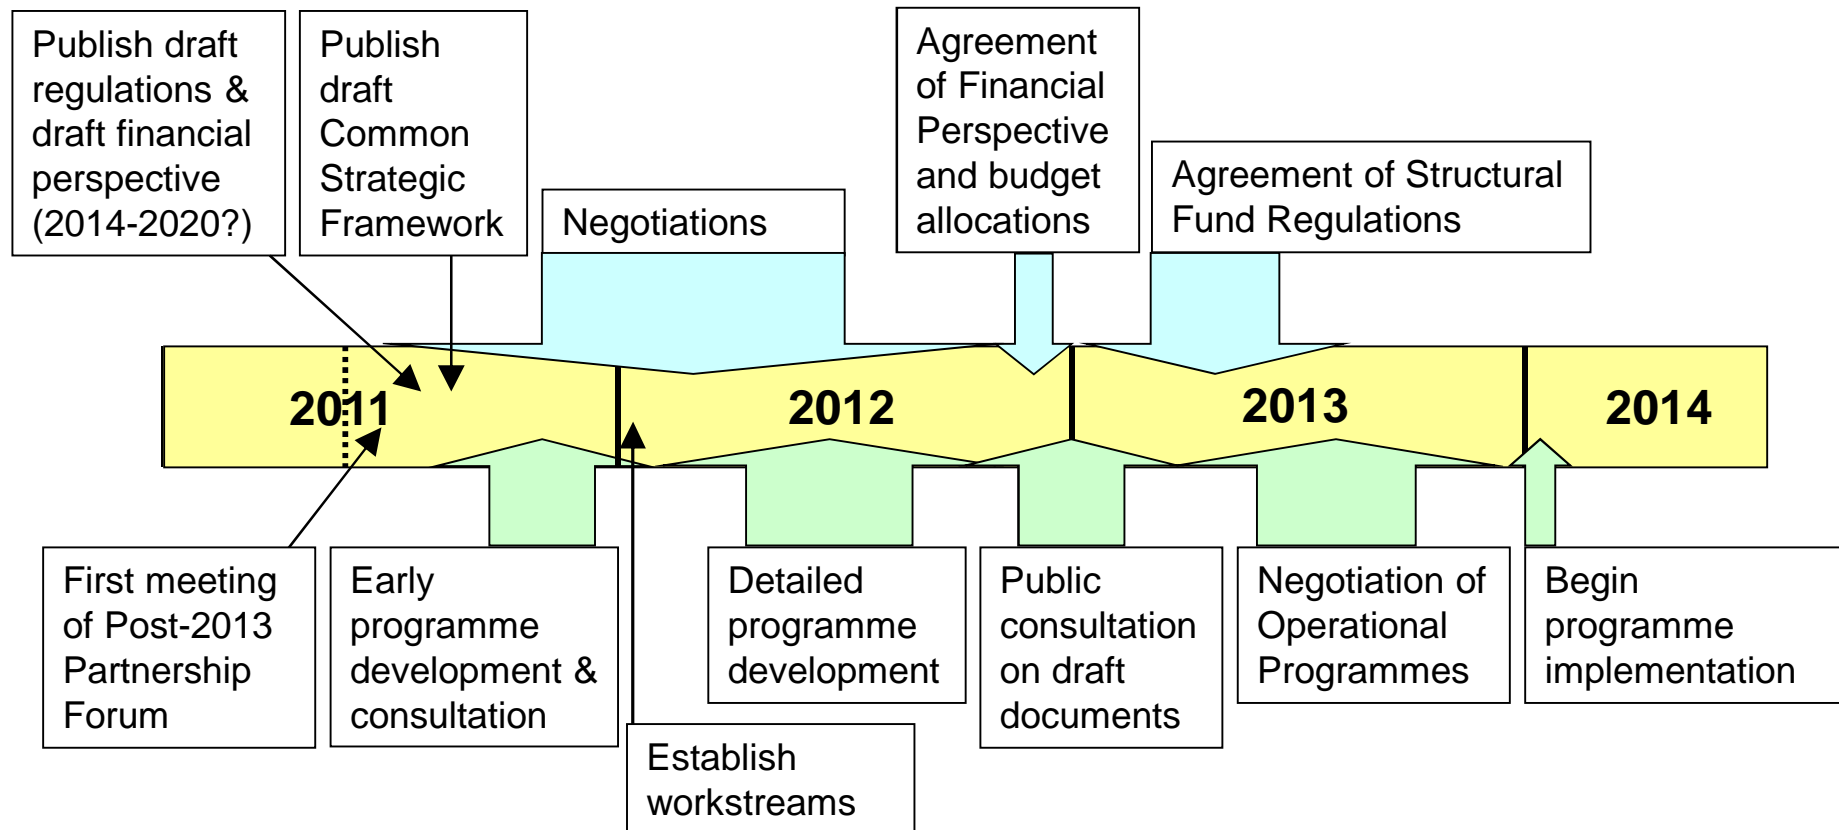 Publish draft
regulations &
draft financial
perspective
(2014-2020?)
Publish
draft
Common
Strategic
Framework
Negotiations
Agreement
of Financial
Perspective
and budget
allocations
Agreement of Structural
Fund Regulations
2011
2012
2013
2014
First meeting
of Post-2013
Partnership
Forum
Early
programme
development &
consultation
Establish
workstreams
Detailed
programme
development
Public
consultation
on draft
documents
Negotiation of
Operational
Programmes
Begin
programme
implementation